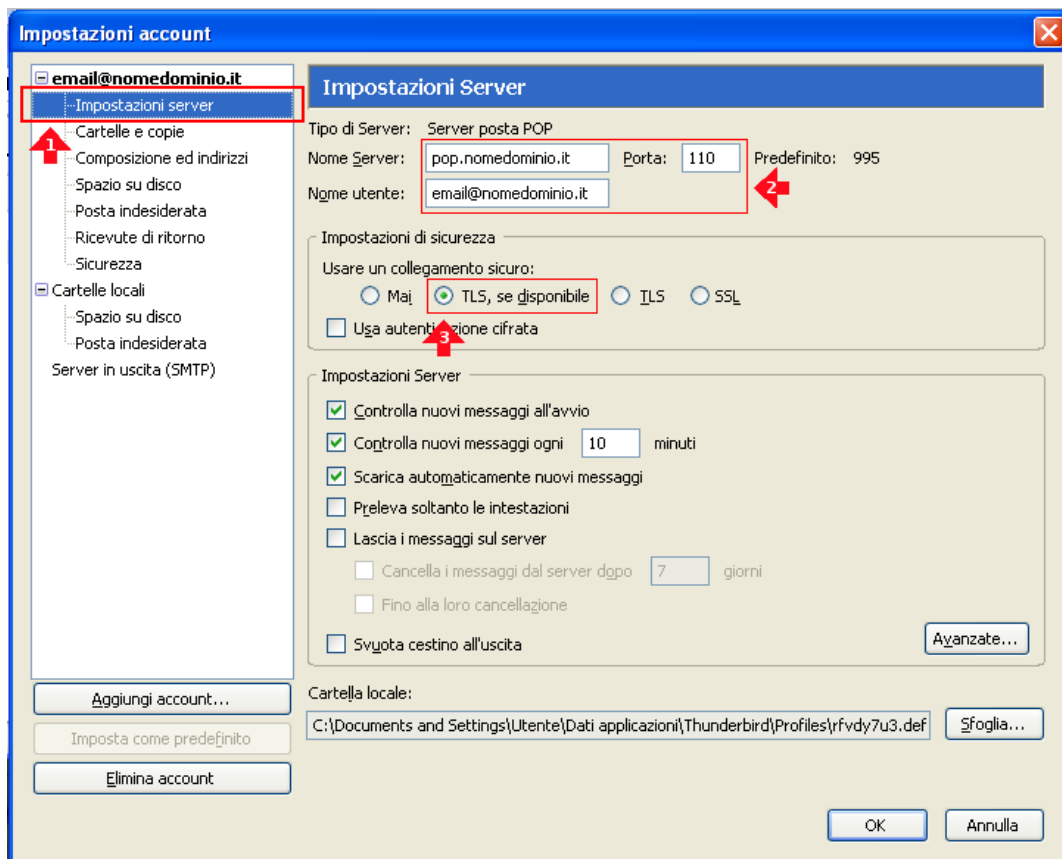 Impostazioni account
email@nomedominio.it
Impostazioni server
Cartelle e copie
Composizione ed indirizzi
Spazio su disco
Posta indesiderata
Ricevute di ritorno
Sicurezza
Cartelle locali
Spazio su disco
Posta indesiderata
Server in uscita (SMTP)
1
Aggiungi account...
Imposta come predefinito
Elimina account
Impostazioni Server
Tipo di Server: Server posta POP
Nome Server: pop.nomedominio.it Porta: 110 Predefinito: 995
2
Nome utente: email@nomedominio.it
Impostazioni di sicurezza
Usare un collegamento sicuro:
Mai TLS, se disponibile TLS SSL
Usa autenticazione cifrata
3
Impostazioni Server
Controlla nuovi messaggi all'avvio
Controlla nuovi messaggi ogni 10 minuti
Scarica automaticamente nuovi messaggi
Preleva soltanto le intestazioni
Lascia i messaggi sul server
Cancella i messaggi dal server dopo 7 giorni
Fino alla loro cancellazione
Svuota cestino all'uscita
Avanzate...
Cartella locale:
C:\Documents and Settings\Utente\Dati applicazioni\Thunderbird\Profiles\rfvdy7u3.def Sfoglia...
OK Annulla